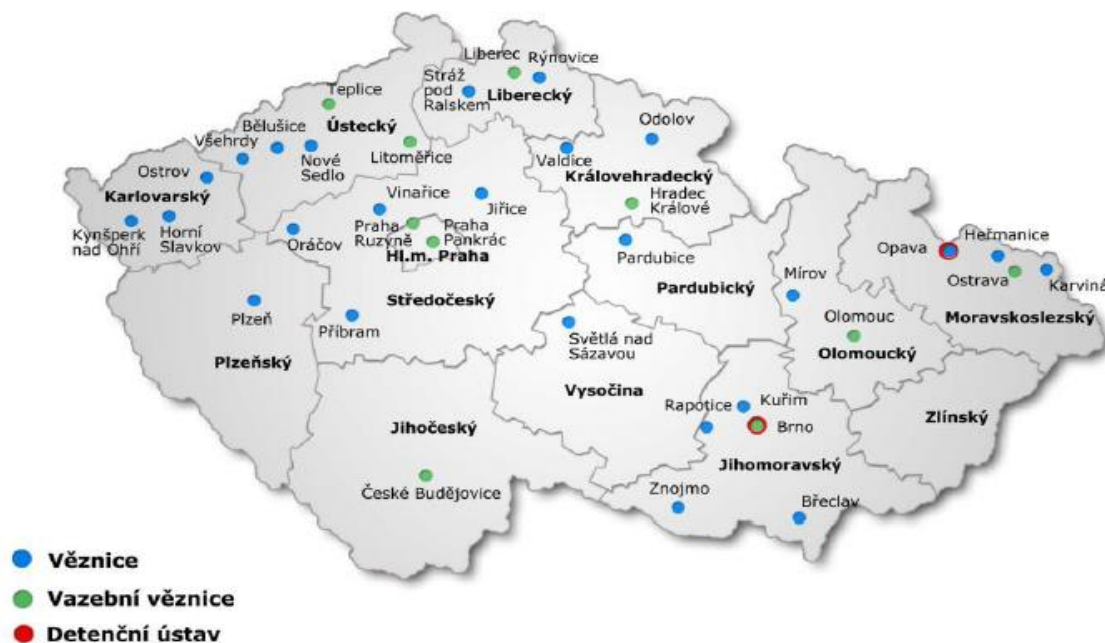 Liberec
Rýnovice
Stráž
pod
Ralskem
Liberecký
Teplice
Ústecký
Bělušice
Všehrdy
Nové
Sedlo
Litoměřice
Odolov
Valdice
Královehradecký
Hradec
Králové
Ostrov
Karlovarský
Kynšperk
nad Ohří
Horní
Slavkov
Vinařice
Jiřice
Oráčov
Praha
Ruzyně
Praha
Pankrác
Hl.m. Praha
Středočeský
Příbram
Pardubice
Pardubický
Opava
Heřmanice
Ostrava
Karviná
Moravskoslezský
Mírov
Olomouc
Olomoucký
Plzeň
Plzeňský
Světlá nad
Sázavou
Vysočina
Rapotice
Kuřim
Brno
Zlínský
Jihočeský
Jihomoravský
České Budějovice
Znojmo
Břeclav
Věznice
Vazební věznice
Detenční ústav